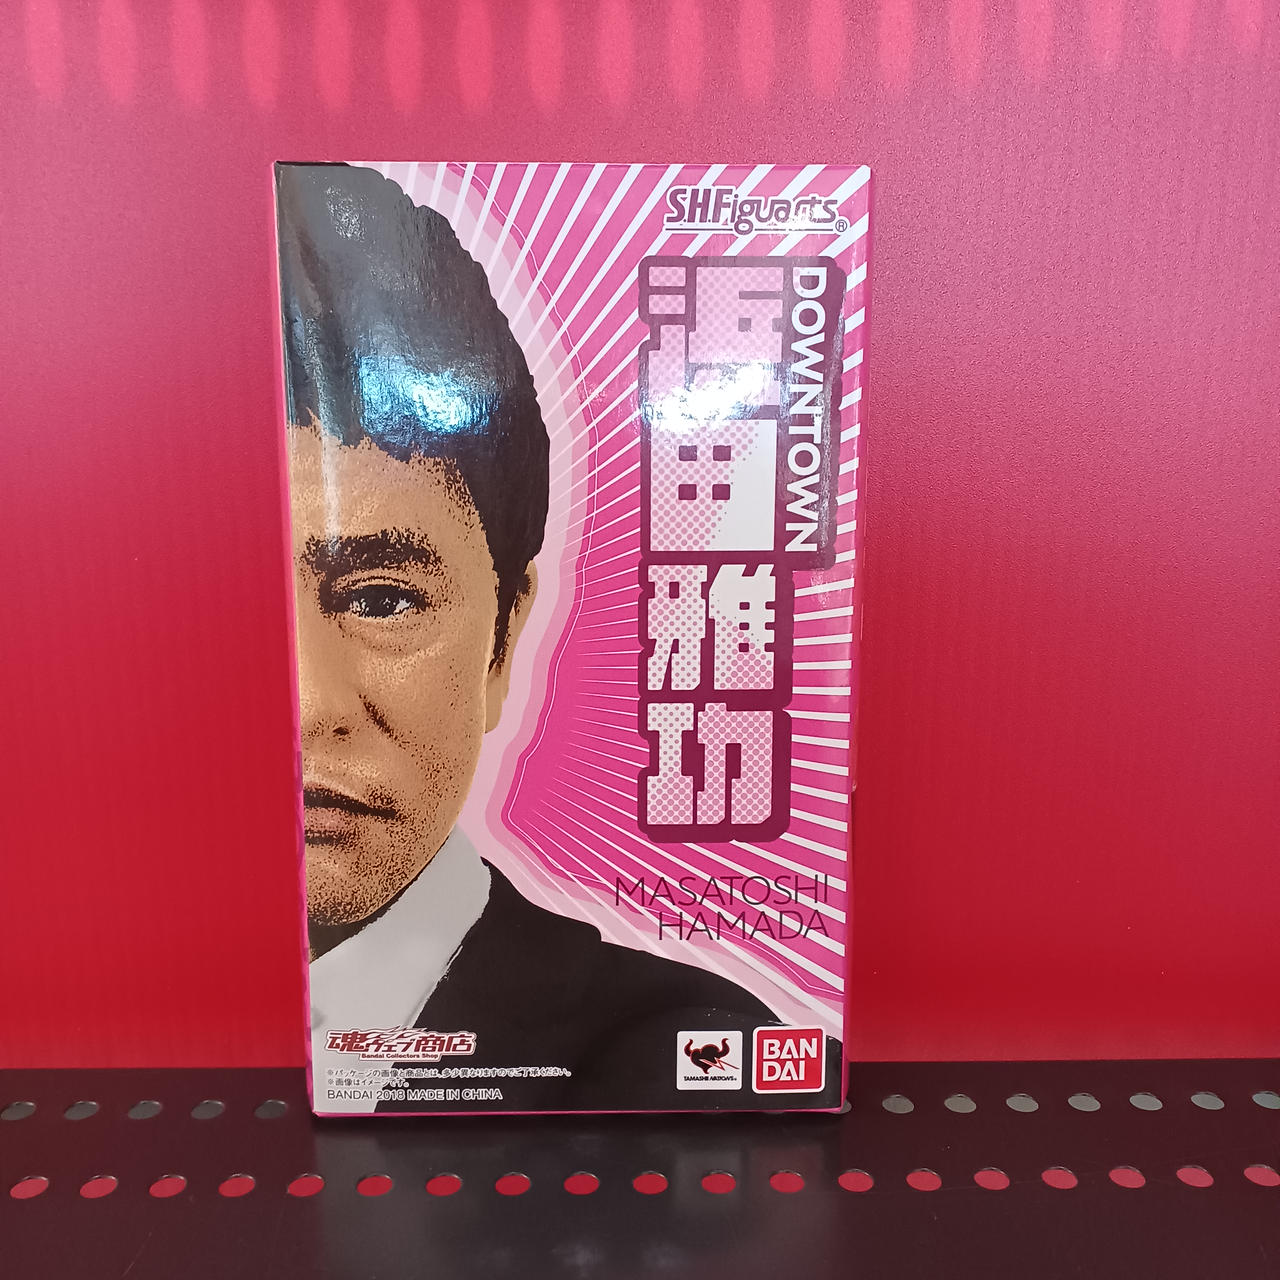 S.H.Figuarts®
DOWNTOWN
浜田雅功
MASATOSHI
HAMADA
魂ウェブ商店
Bandai Collectors Shop
※パッケージの画像と商品とは、多少異なりますのでご了承ください。
※画像はイメージです。
BANDAI 2018 MADE IN CHINA
TAMASHII NATIONS®
BAN
DAI